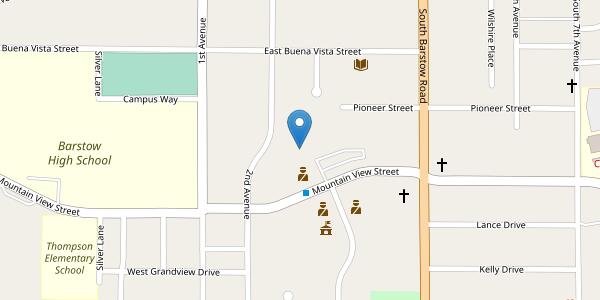 1st Avenue
South Barstow Road
Wilshire Place
Avenue
South 7th Avenue
Buena Vista Street
East Buena Vista Street
Silver Lane
Campus Way
Pioneer Street
Pioneer Street
Barstow
High School
Mountain View Street
2nd Avenue
Mountain View Street
Lance Drive
Silver Lane
Thompson
Elementary
School
West Grandview Drive
Kelly Drive